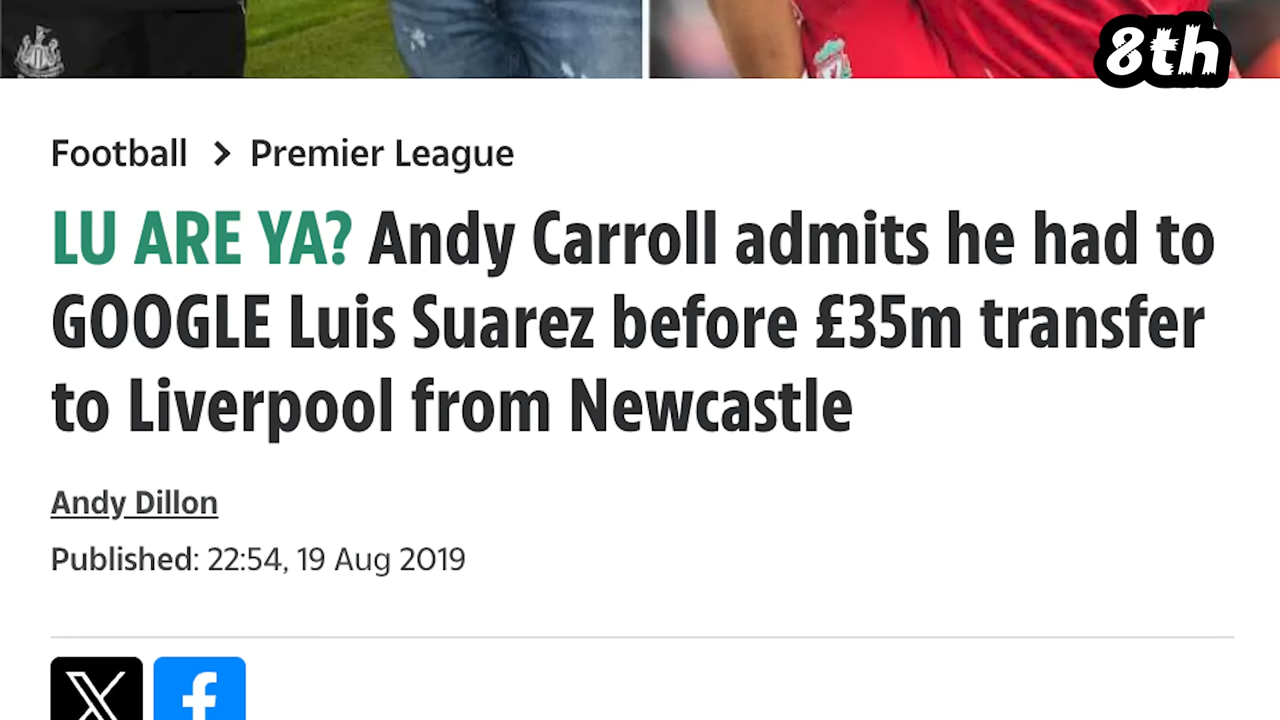 8th
Football > Premier League
LU ARE YA? Andy Carroll admits he had to
GOOGLE Luis Suarez before £35m transfer
to Liverpool from Newcastle
Andy Dillon
Published: 22:54, 19 Aug 2019